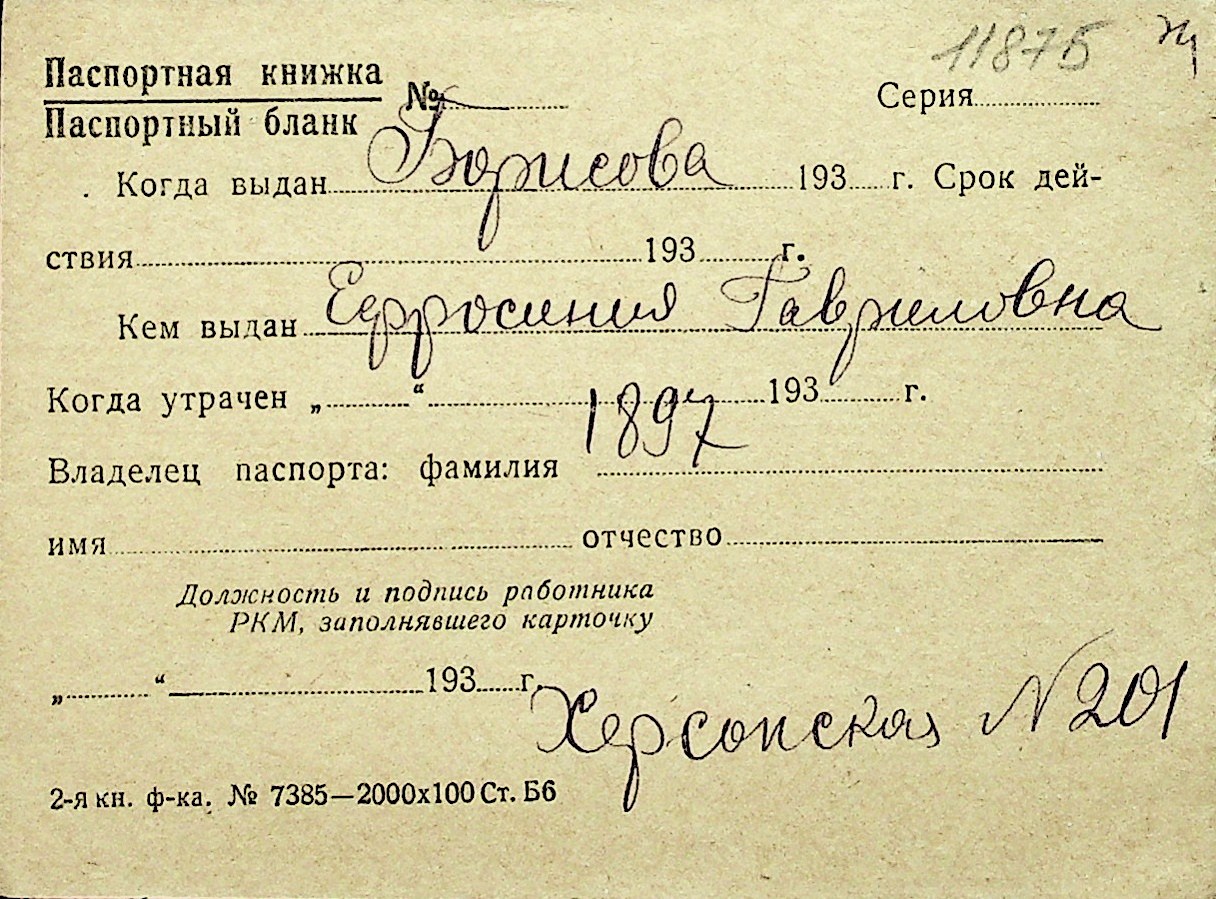 11875
Паспортная книжка
Паспортный бланк № Серия
Когда выдан Борисова 193 г. Срок дей-
ствия 193 г.
Кем выдан Ефросиния Гавриловна
Когда утрачен „ “ 193 г.
1897
Владелец паспорта: фамилия
имя отчество
Должность и подпись работника
РКМ, заполнявшего карточку
„ “ 193 г.
Херсонская N 201
2-я кн. ф-ка. № 7385—2000х100 Ст. Б6